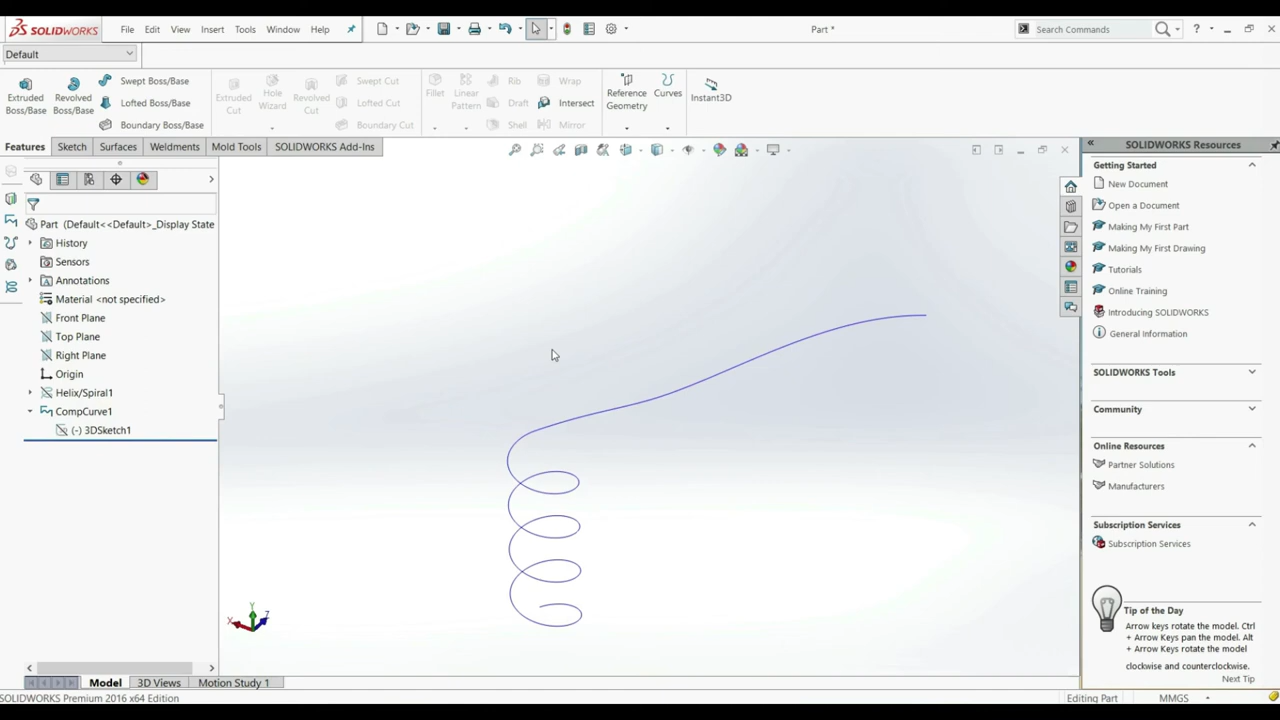 SOLIDWORKS File Edit View Insert Tools Window Help Part * Search Commands ?
Default
Extruded Boss/Base
Revolved Boss/Base
Swept Boss/Base
Lofted Boss/Base
Boundary Boss/Base
Extruded Cut
Hole Wizard
Revolved Cut
Swept Cut
Lofted Cut
Boundary Cut
Fillet
Linear Pattern
Rib
Draft
Shell
Wrap
Intersect
Mirror
Reference Geometry
Curves
Instant3D
Features Sketch Surfaces Weldments Mold Tools SOLIDWORKS Add-Ins
Part (Default<<Default>_Display State
History
Sensors
Annotations
Material <not specified>
Front Plane
Top Plane
Right Plane
Origin
Helix/Spiral1
CompCurve1
(-) 3DSketch1
Y
X
Z
SOLIDWORKS Resources
Getting Started
New Document
Open a Document
Making My First Part
Making My First Drawing
Tutorials
Online Training
Introducing SOLIDWORKS
General Information
SOLIDWORKS Tools
Community
Online Resources
Partner Solutions
Manufacturers
Subscription Services
Subscription Services
Tip of the Day
Arrow keys rotate the model. Ctrl
+ Arrow Keys pan the model. Alt
+ Arrow Keys rotate the model
clockwise and counterclockwise.
Next Tip
Model 3D Views Motion Study 1
SOLIDWORKS Premium 2016 x64 Edition Editing Part MMGS